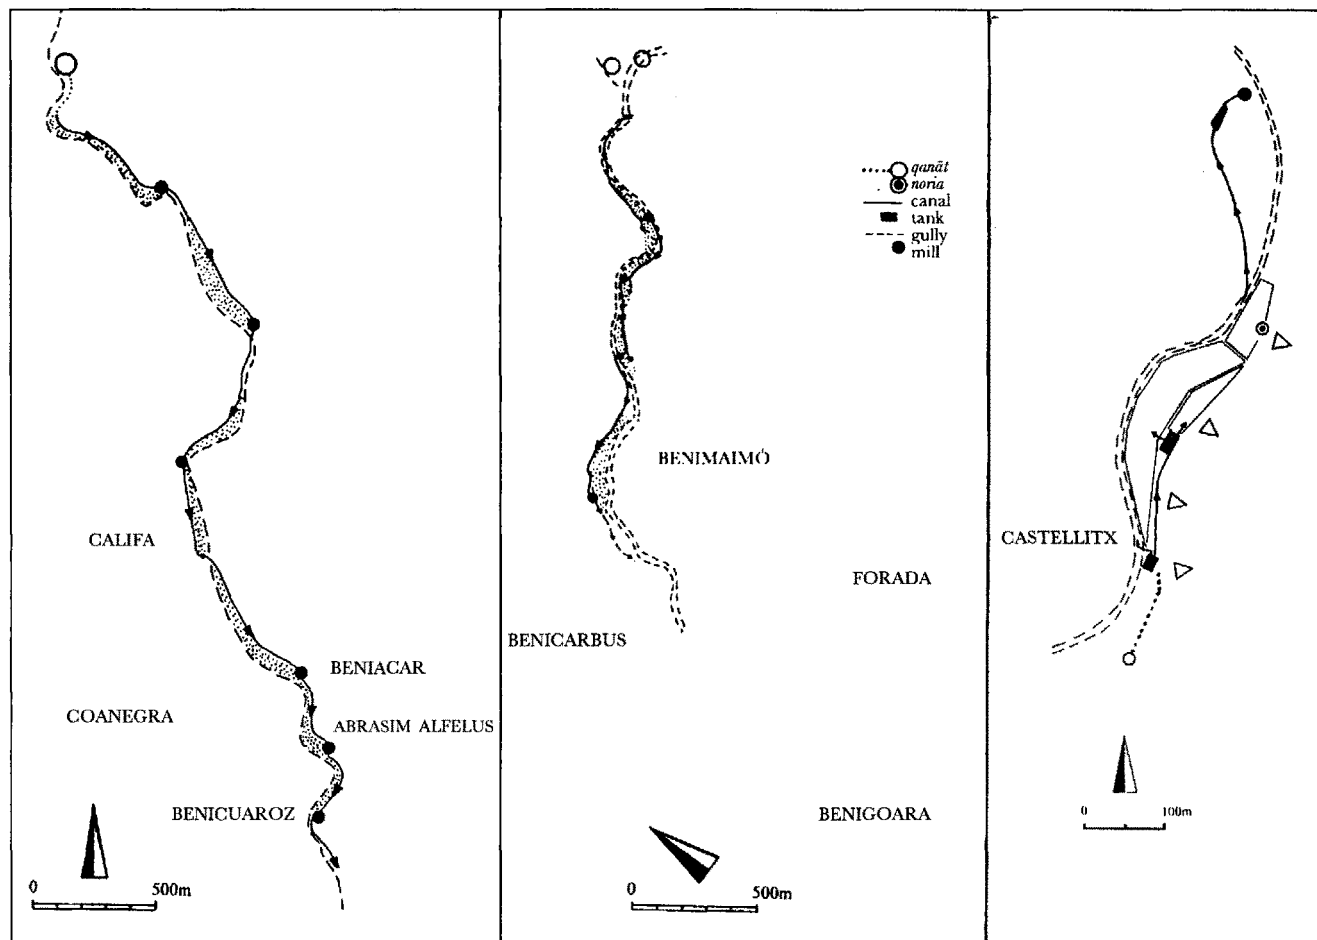 CALIFA
BENIACAR
COANEGRA
ABRASIM ALFELUS
BENICUAROZ
0 500m
BENIMAIMÓ
FORADA
BENICARBUS
BENIGOARA
0 500m
qanāt
noria
canal
tank
gully
mill
CASTELLITX
0 100m